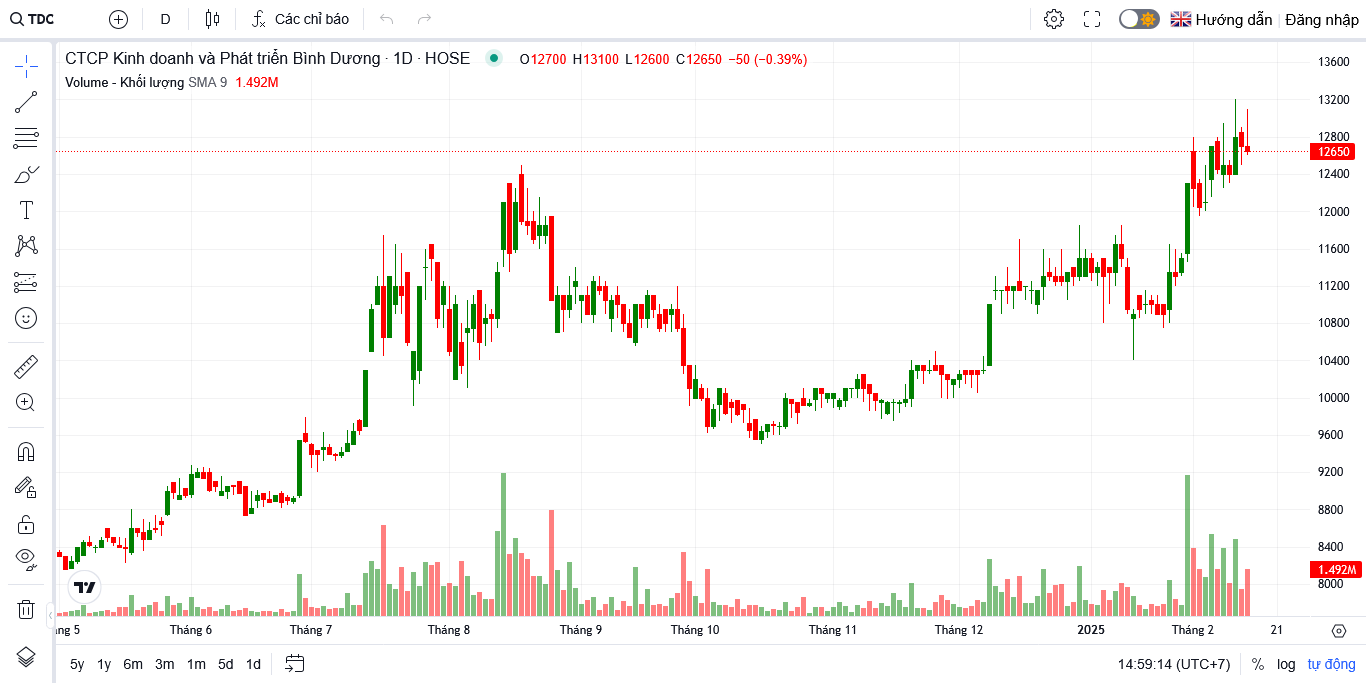 TDC D Các chỉ báo Hướng dẫn Đăng nhập
CTCP Kinh doanh và Phát triển Bình Dương · 1D · HOSE O12700 H13100 L12600 C12650 −50 (−0.39%)
Volume - Khối lượng SMA 9 1.492M
13600
13200
12800
12650
12400
12000
11600
11200
10800
10400
10000
9600
9200
8800
8400
1.492M
8000
ng 5 Tháng 6 Tháng 7 Tháng 8 Tháng 9 Tháng 10 Tháng 11 Tháng 12 2025 Tháng 2 21
5y 1y 6m 3m 1m 5d 1d 14:59:14 (UTC+7) % log tự động